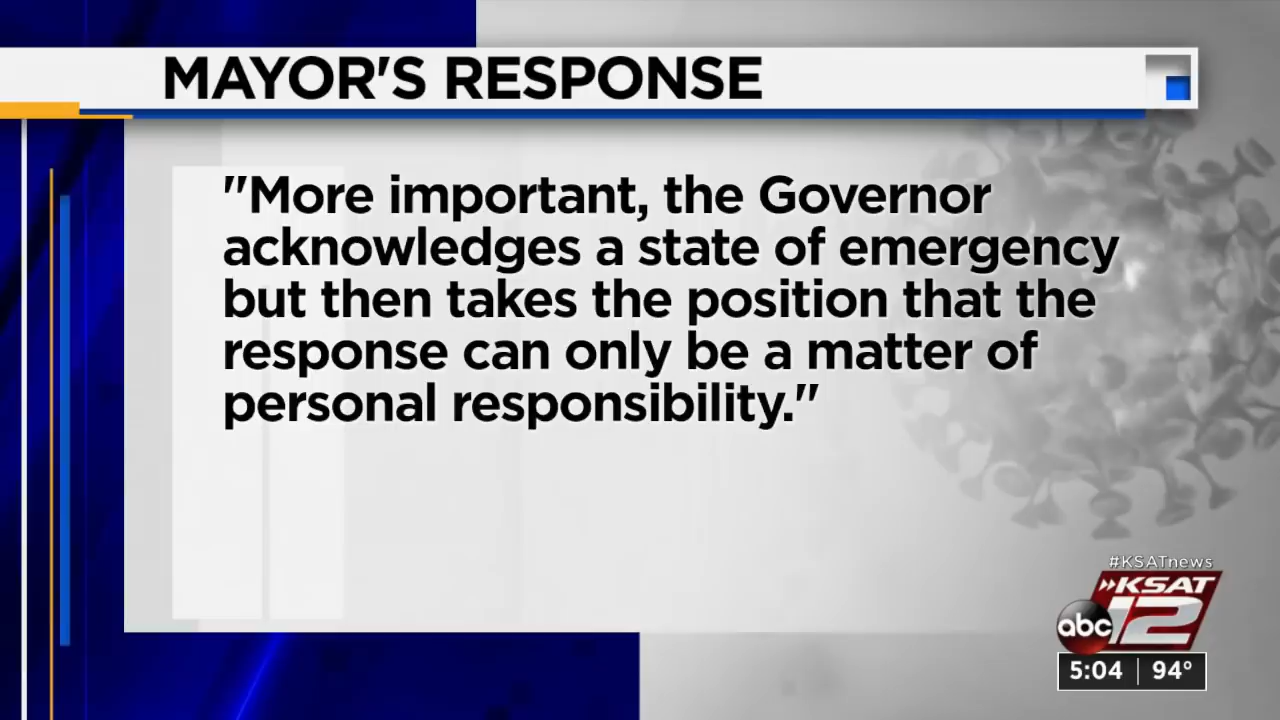 MAYOR'S RESPONSE
"More important, the Governor
acknowledges a state of emergency
but then takes the position that the
response can only be a matter of
personal responsibility."
#KSATnews
KSAT
abc 12
5:04 94°